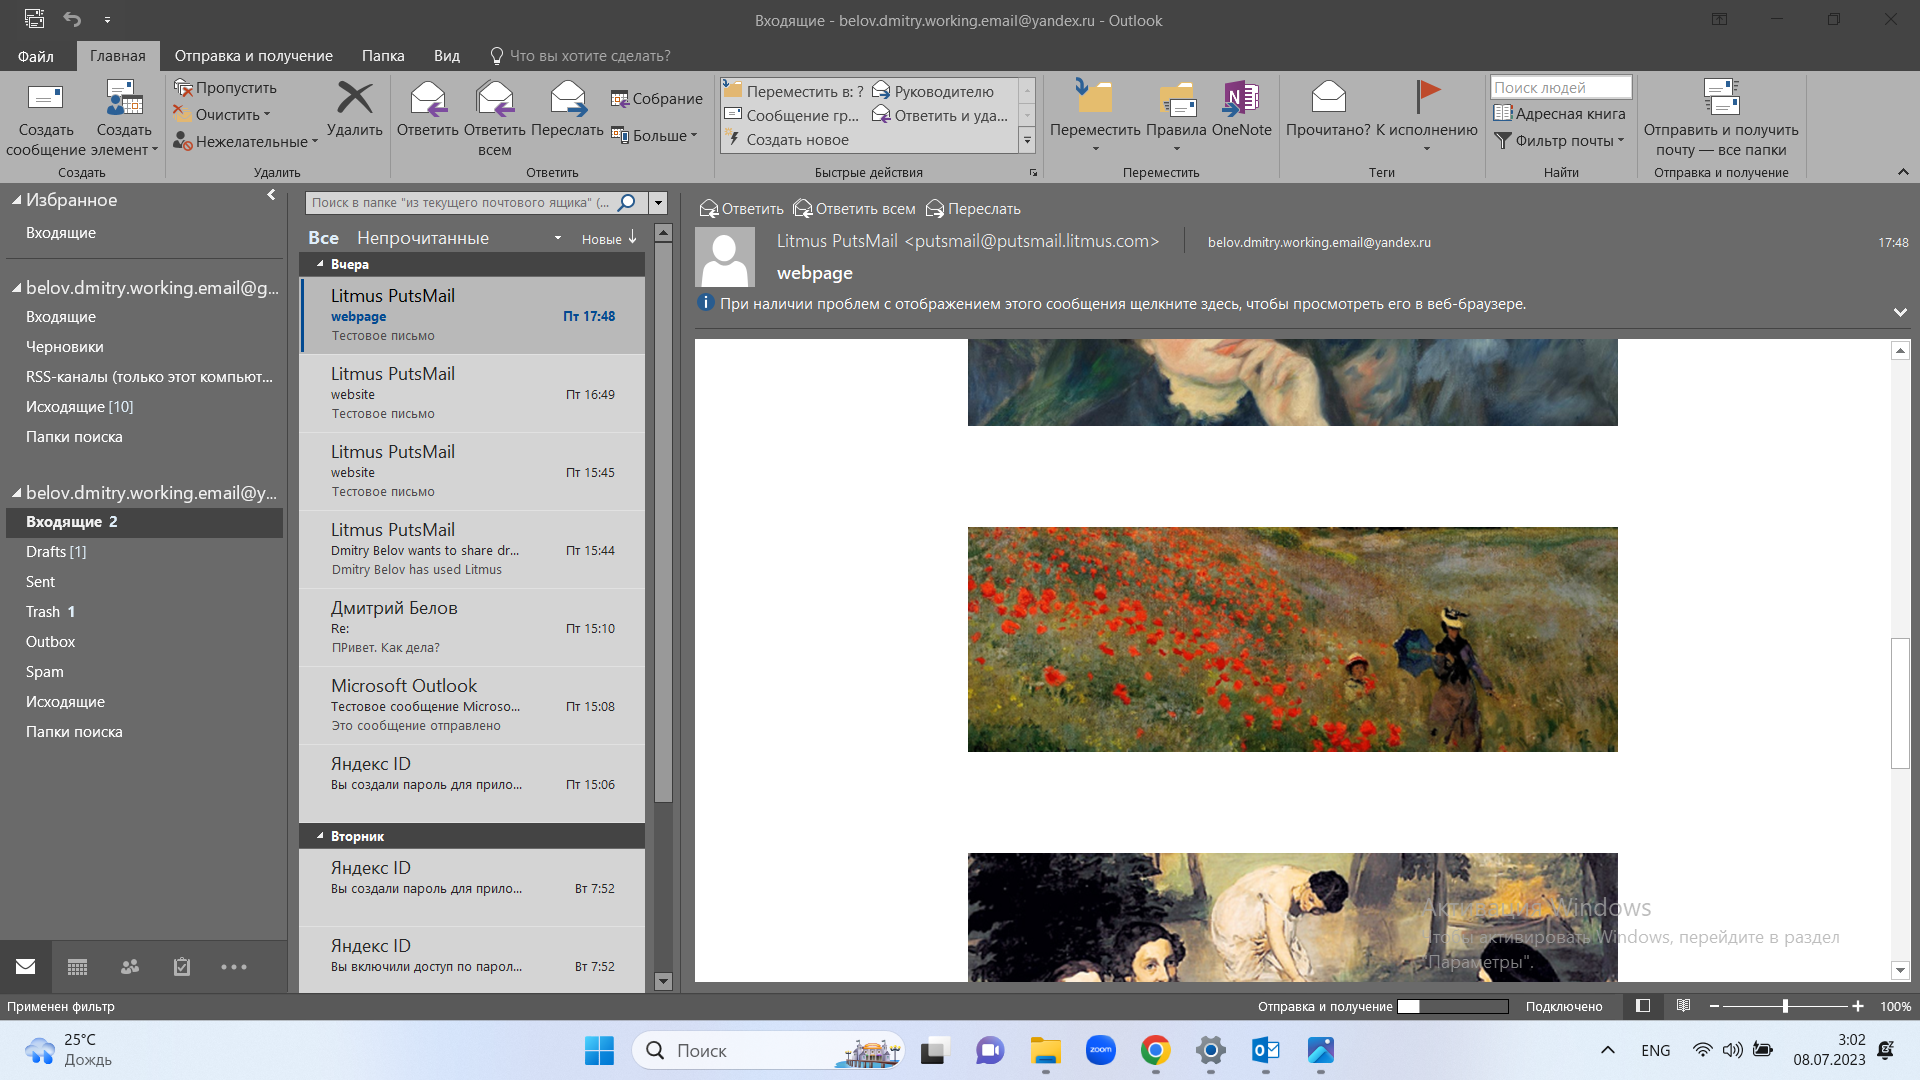 Входящие - belov.dmitry.working.email@yandex.ru - Outlook
Файл
Главная
Отправка и получение
Папка
Вид
Что вы хотите сделать?
Создать сообщение
Создать элемент
Создать
Пропустить
Очистить
Нежелательные
Удалить
Удалить
Ответить
Ответить всем
Переслать
Собрание
Больше
Ответить
Переместить в: ?
Сообщение гр...
Создать новое
Руководителю
Ответить и уда...
Быстрые действия
Переместить
Правила
OneNote
Переместить
Прочитано?
К исполнению
Теги
Поиск людей
Адресная книга
Фильтр почты
Найти
Отправить и получить
почту — все папки
Отправка и получение
Избранное
Входящие
belov.dmitry.working.email@g...
Входящие
Черновики
RSS-каналы (только этот компьют...
Исходящие [10]
Папки поиска
belov.dmitry.working.email@y...
Входящие 2
Drafts [1]
Sent
Trash 1
Outbox
Spam
Исходящие
Папки поиска
Поиск в папке "из текущего почтового ящика" (...
Все
Непрочитанные
Новые
Вчера
Litmus PutsMail
webpage Пт 17:48
Тестовое письмо
Litmus PutsMail
website Пт 16:49
Тестовое письмо
Litmus PutsMail
website Пт 15:45
Тестовое письмо
Litmus PutsMail
Dmitry Belov wants to share dr... Пт 15:44
Dmitry Belov has used Litmus
Дмитрий Белов
Re: Пт 15:10
ПРивет. Как дела?
Microsoft Outlook
Тестовое сообщение Microso... Пт 15:08
Это сообщение отправлено
Яндекс ID
Вы создали пароль для прило... Пт 15:06
Вторник
Яндекс ID
Вы создали пароль для прило... Вт 7:52
Яндекс ID
Вы включили доступ по парол... Вт 7:52
Ответить
Ответить всем
Переслать
Litmus PutsMail <putsmail@putsmail.litmus.com>
belov.dmitry.working.email@yandex.ru
17:48
webpage
При наличии проблем с отображением этого сообщения щелкните здесь, чтобы просмотреть его в веб-браузере.
Активация Windows
Чтобы активировать Windows, перейдите в раздел
"Параметры".
Применен фильтр
Отправка и получение
Подключено
100%
25°C
Дождь
Поиск
zoom
ENG
3:02
08.07.2023